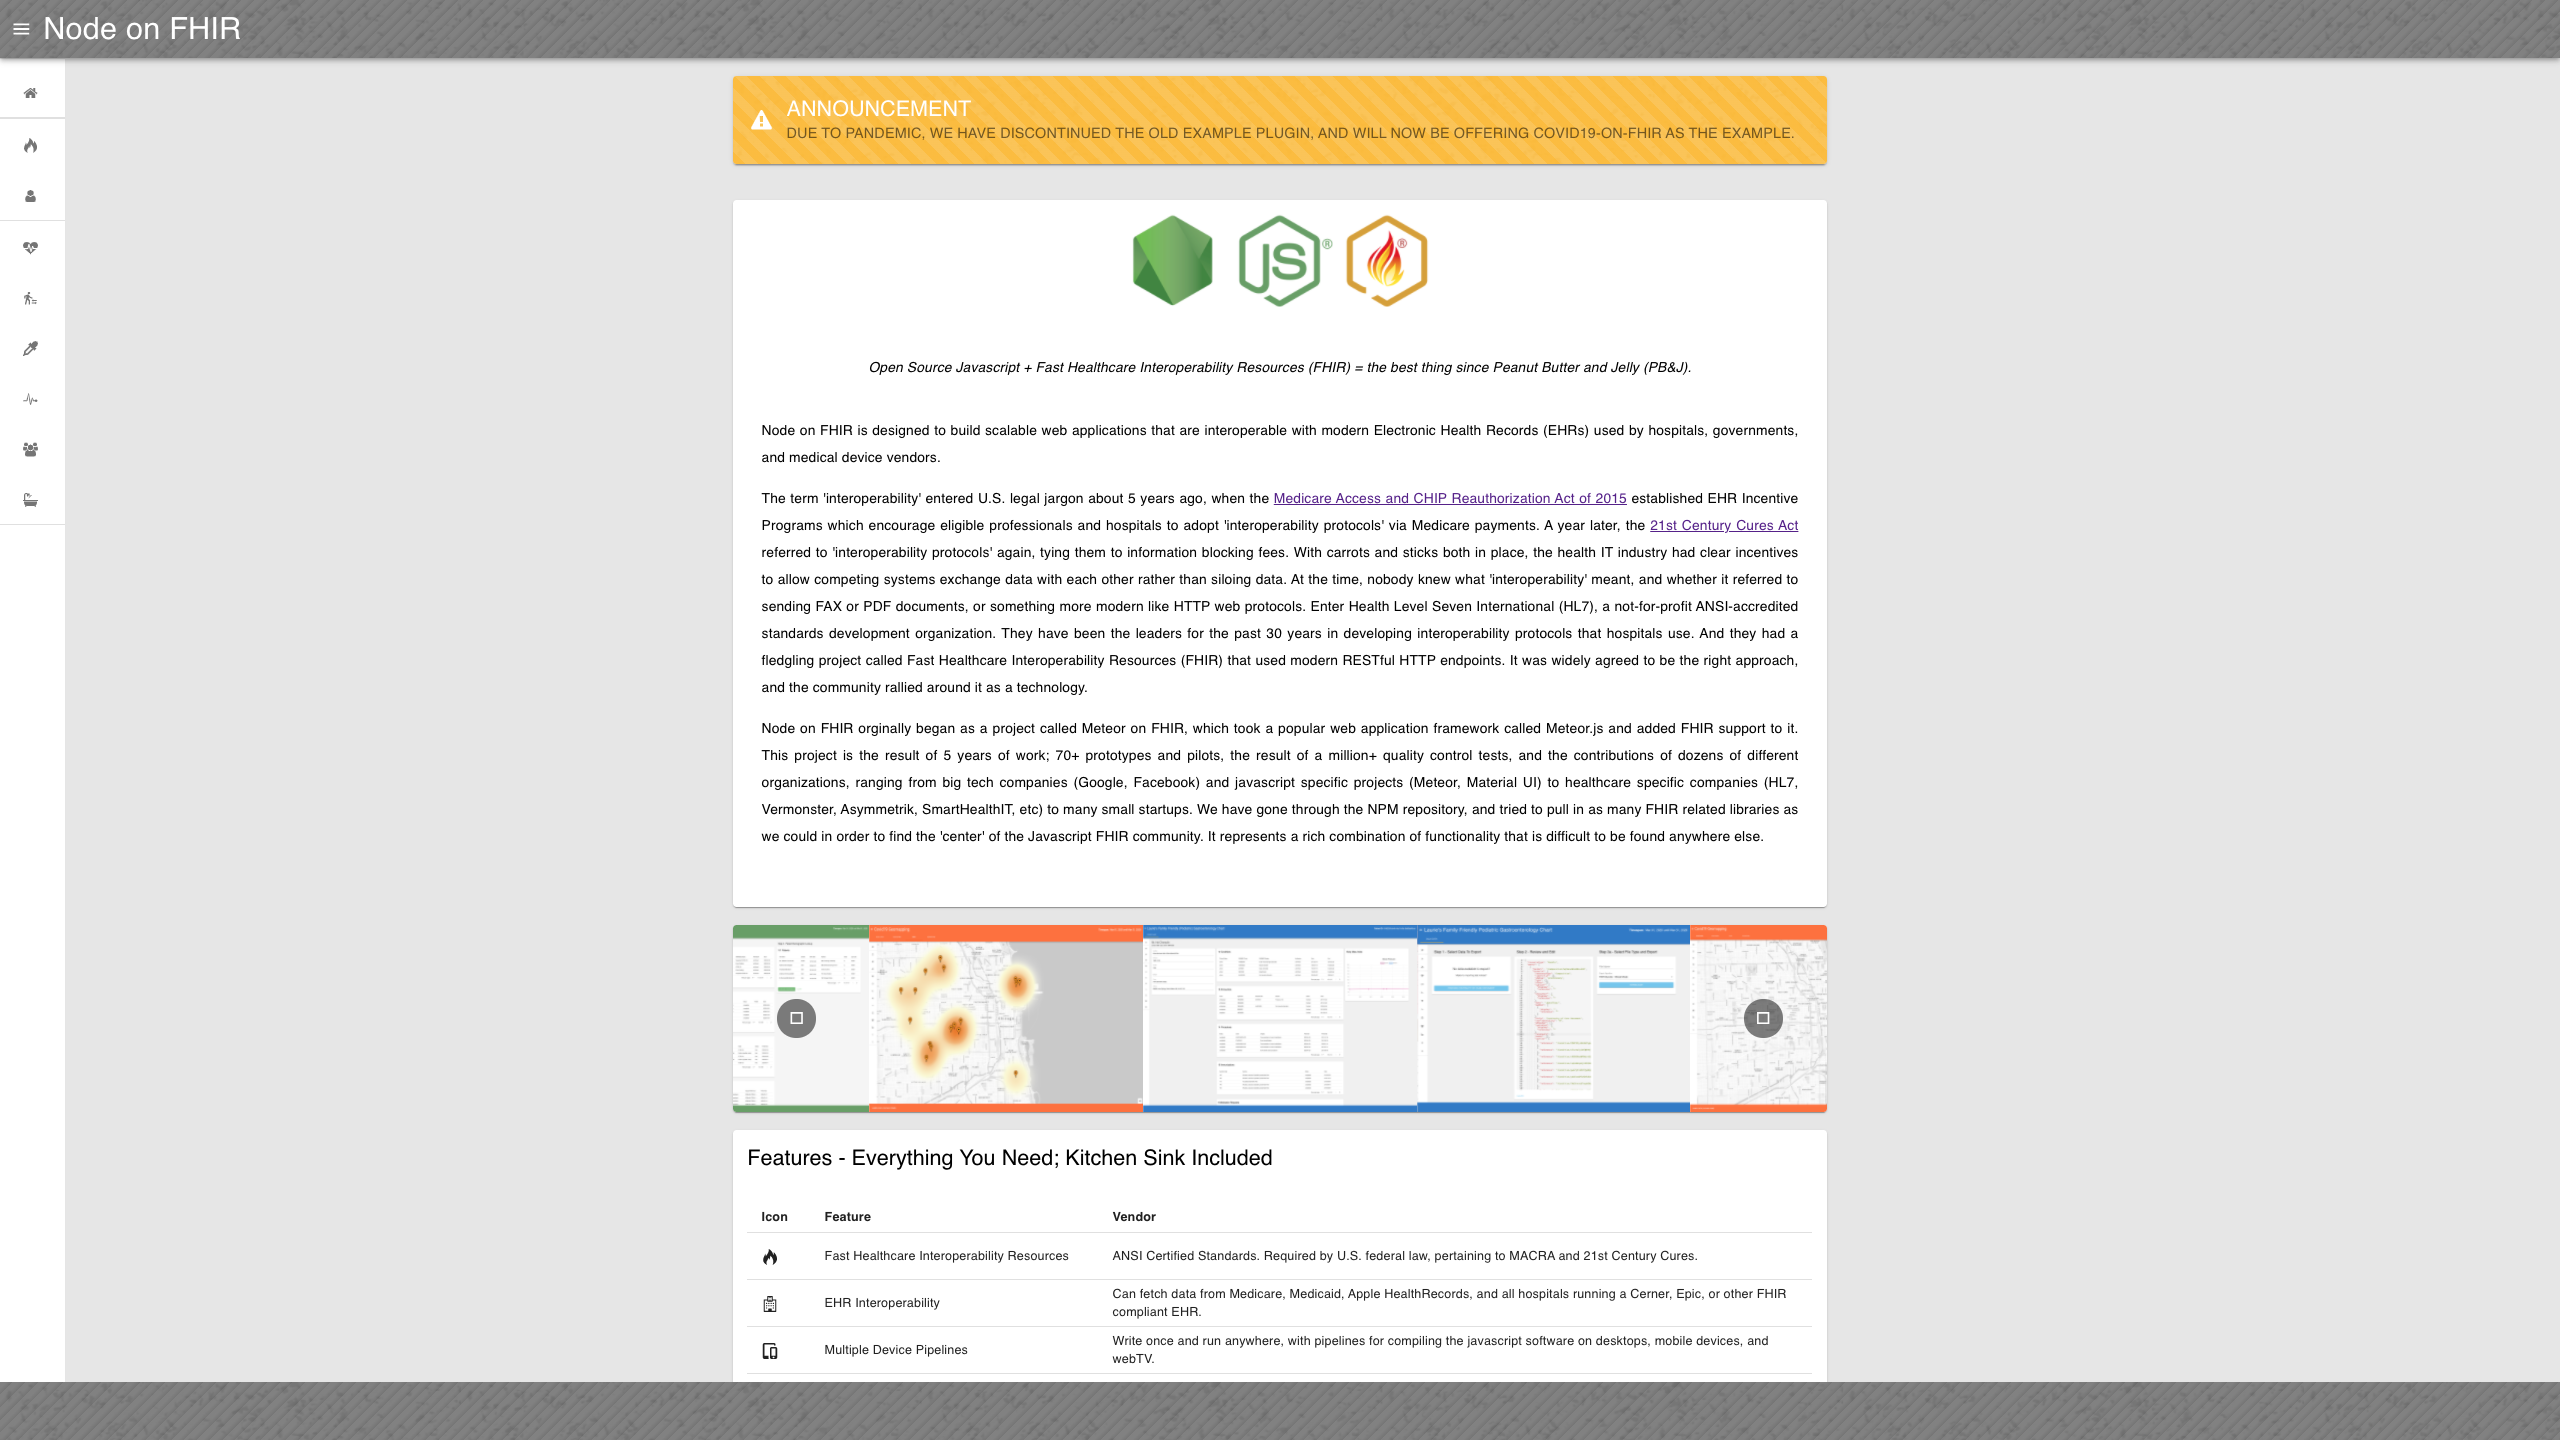 Node on FHIR
ANNOUNCEMENT
DUE TO PANDEMIC, WE HAVE DISCONTINUED THE OLD EXAMPLE PLUGIN, AND WILL NOW BE OFFERING COVID19-ON-FHIR AS THE EXAMPLE.
JS ® ®
Open Source Javascript + Fast Healthcare Interoperability Resources (FHIR) = the best thing since Peanut Butter and Jelly (PB&J).
Node on FHIR is designed to build scalable web applications that are interoperable with modern Electronic Health Records (EHRs) used by hospitals, governments,
and medical device vendors.
The term 'interoperability' entered U.S. legal jargon about 5 years ago, when the Medicare Access and CHIP Reauthorization Act of 2015 established EHR Incentive
Programs which encourage eligible professionals and hospitals to adopt 'interoperability protocols' via Medicare payments. A year later, the 21st Century Cures Act
referred to 'interoperability protocols' again, tying them to information blocking fees. With carrots and sticks both in place, the health IT industry had clear incentives
to allow competing systems exchange data with each other rather than siloing data. At the time, nobody knew what 'interoperability' meant, and whether it referred to
sending FAX or PDF documents, or something more modern like HTTP web protocols. Enter Health Level Seven International (HL7), a not-for-profit ANSI-accredited
standards development organization. They have been the leaders for the past 30 years in developing interoperability protocols that hospitals use. And they had a
fledgling project called Fast Healthcare Interoperability Resources (FHIR) that used modern RESTful HTTP endpoints. It was widely agreed to be the right approach,
and the community rallied around it as a technology.
Node on FHIR orginally began as a project called Meteor on FHIR, which took a popular web application framework called Meteor.js and added FHIR support to it.
This project is the result of 5 years of work; 70+ prototypes and pilots, the result of a million+ quality control tests, and the contributions of dozens of different
organizations, ranging from big tech companies (Google, Facebook) and javascript specific projects (Meteor, Material UI) to healthcare specific companies (HL7,
Vermonster, Asymmetrik, SmartHealthIT, etc) to many small startups. We have gone through the NPM repository, and tried to pull in as many FHIR related libraries as
we could in order to find the 'center' of the Javascript FHIR community. It represents a rich combination of functionality that is difficult to be found anywhere else.
Features - Everything You Need; Kitchen Sink Included
Icon Feature Vendor
Fast Healthcare Interoperability Resources ANSI Certified Standards. Required by U.S. federal law, pertaining to MACRA and 21st Century Cures.
EHR Interoperability Can fetch data from Medicare, Medicaid, Apple HealthRecords, and all hospitals running a Cerner, Epic, or other FHIR
compliant EHR.
Multiple Device Pipelines Write once and run anywhere, with pipelines for compiling the javascript software on desktops, mobile devices, and
webTV.